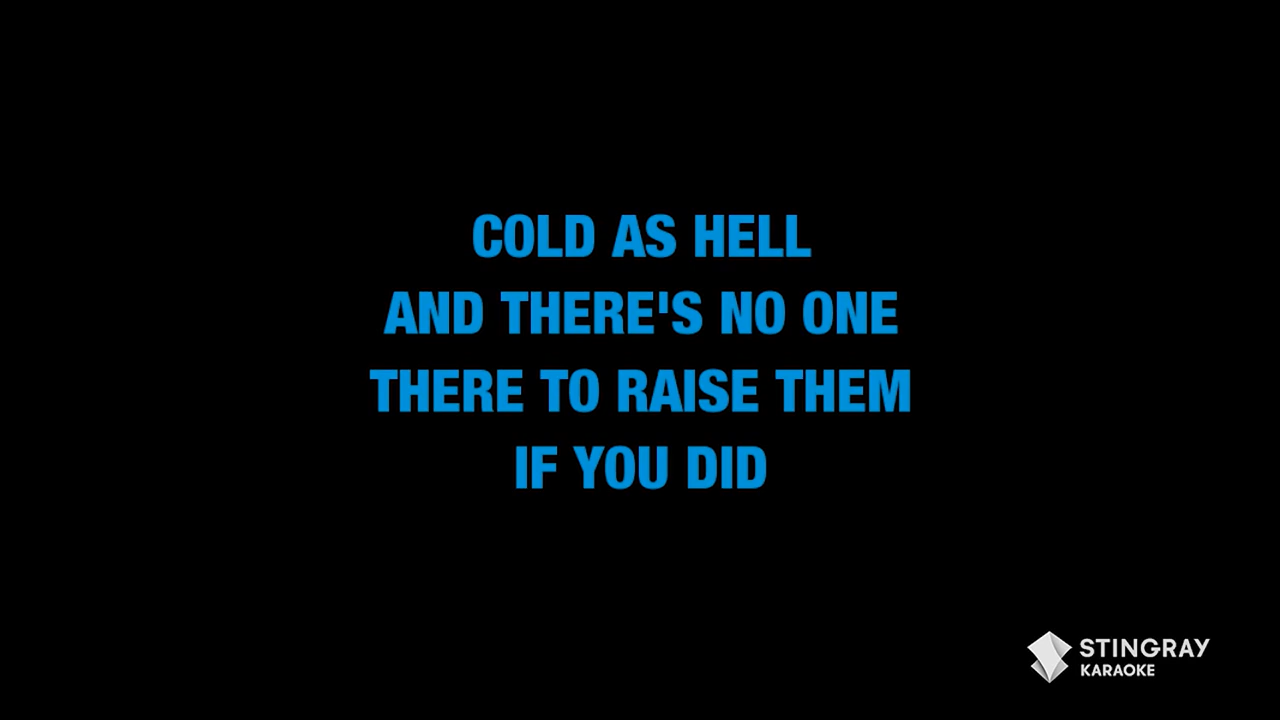 COLD AS HELL
AND THERE'S NO ONE
THERE TO RAISE THEM
IF YOU DID
STINGRAY
KARAOKE